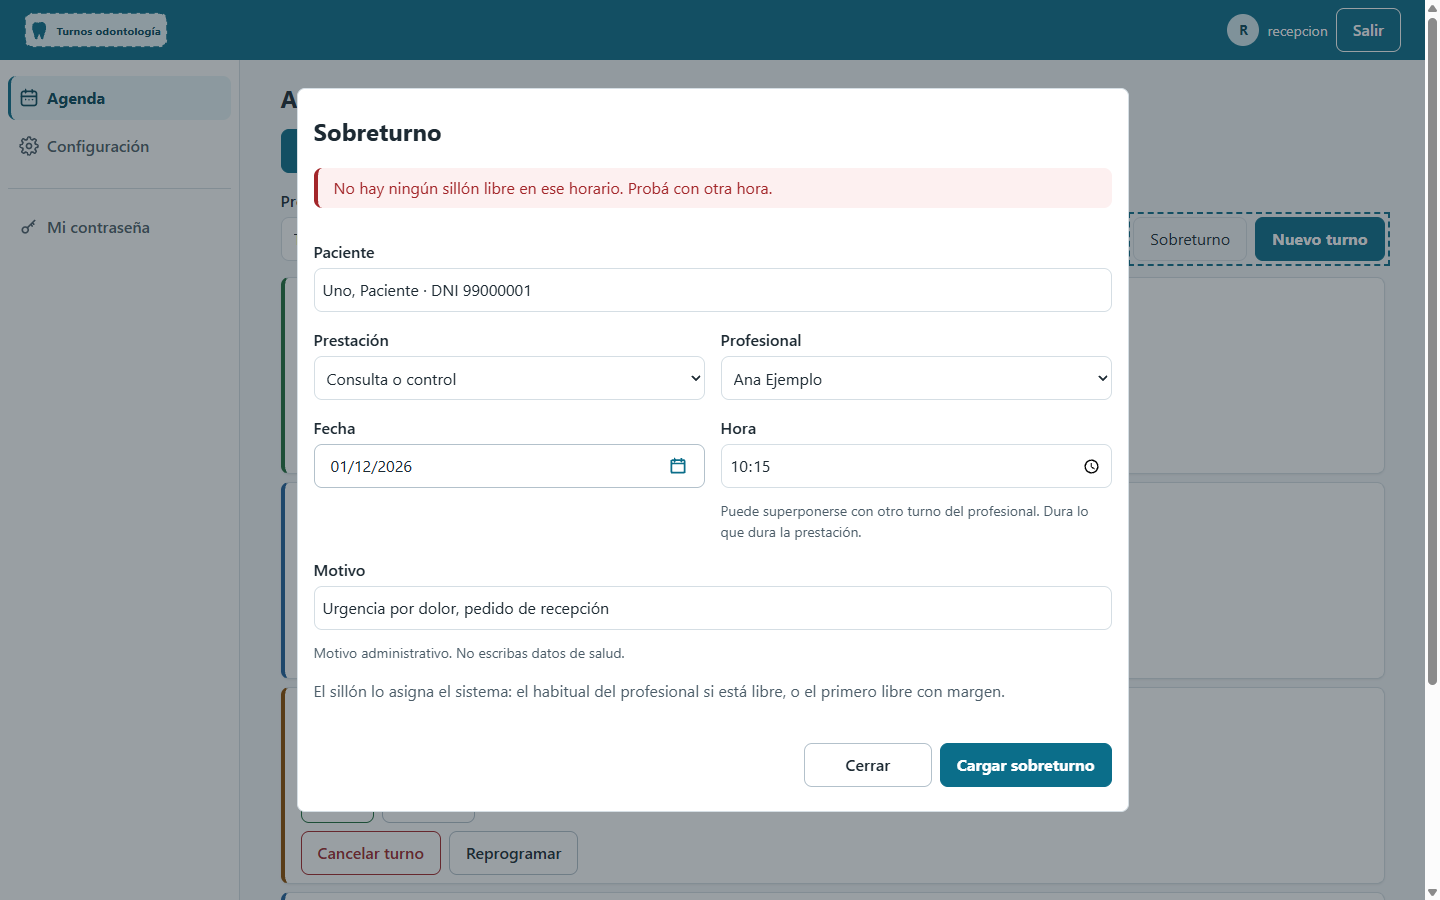 Turnos odontología
R
recepcion
Salir
Agenda
Configuración
Mi contraseña
Sobreturno
Nuevo turno
Sobreturno
No hay ningún sillón libre en ese horario. Probá con otra hora.
Paciente
Uno, Paciente · DNI 99000001
Prestación
Profesional
Consulta o control
Ana Ejemplo
Fecha
Hora
01/12/2026
10:15
Puede superponerse con otro turno del profesional. Dura lo
que dura la prestación.
Motivo
Urgencia por dolor, pedido de recepción
Motivo administrativo. No escribas datos de salud.
El sillón lo asigna el sistema: el habitual del profesional si está libre, o el primero libre con margen.
Cerrar
Cargar sobreturno
Cancelar turno
Reprogramar